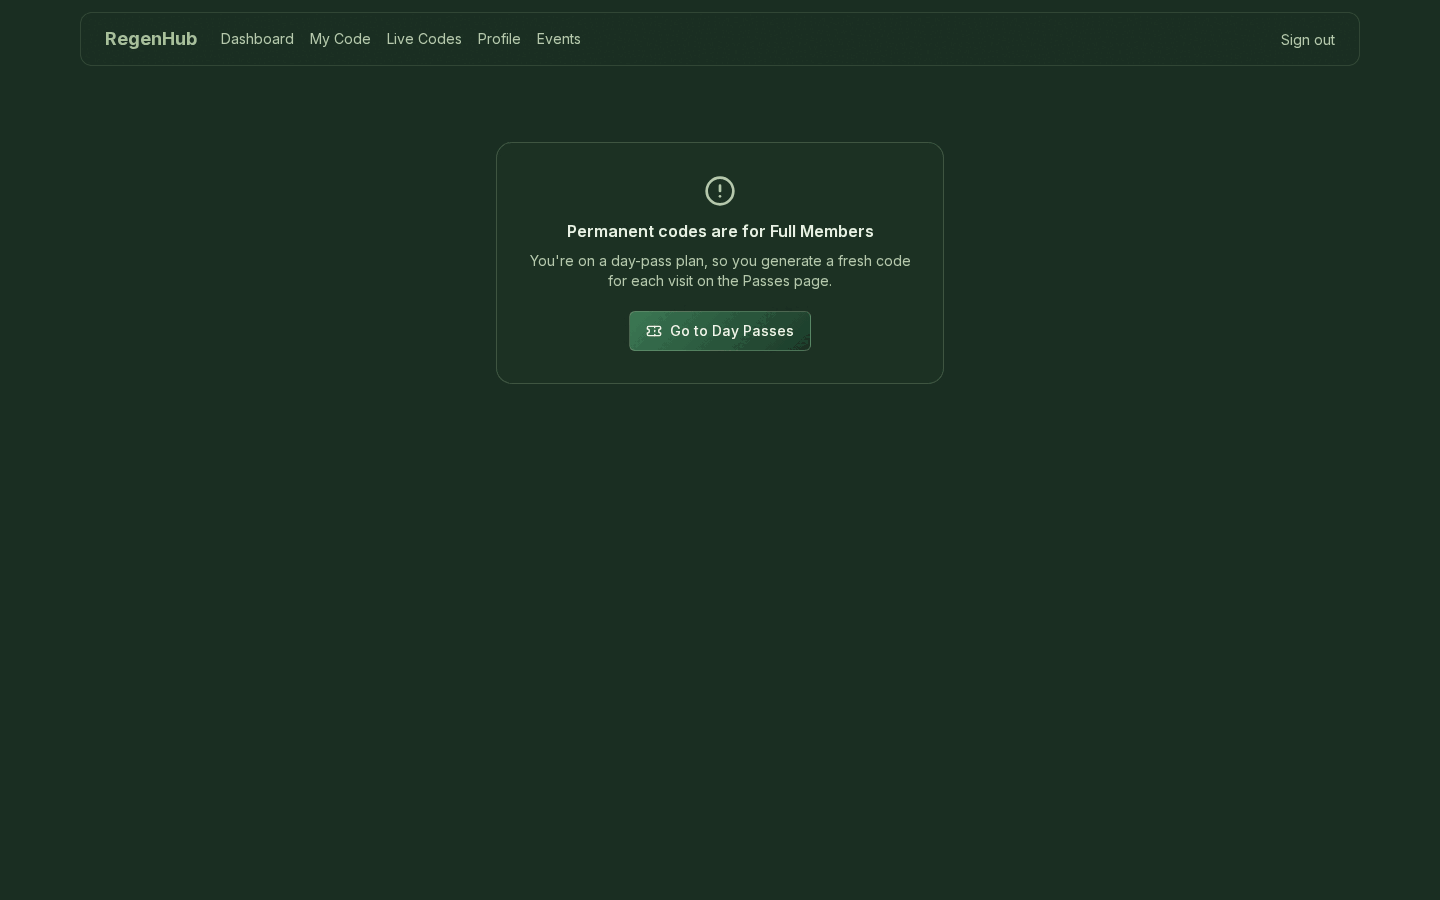 RegenHub Dashboard My Code Live Codes Profile Events Sign out
Permanent codes are for Full Members
You're on a day-pass plan, so you generate a fresh code
for each visit on the Passes page.
Go to Day Passes